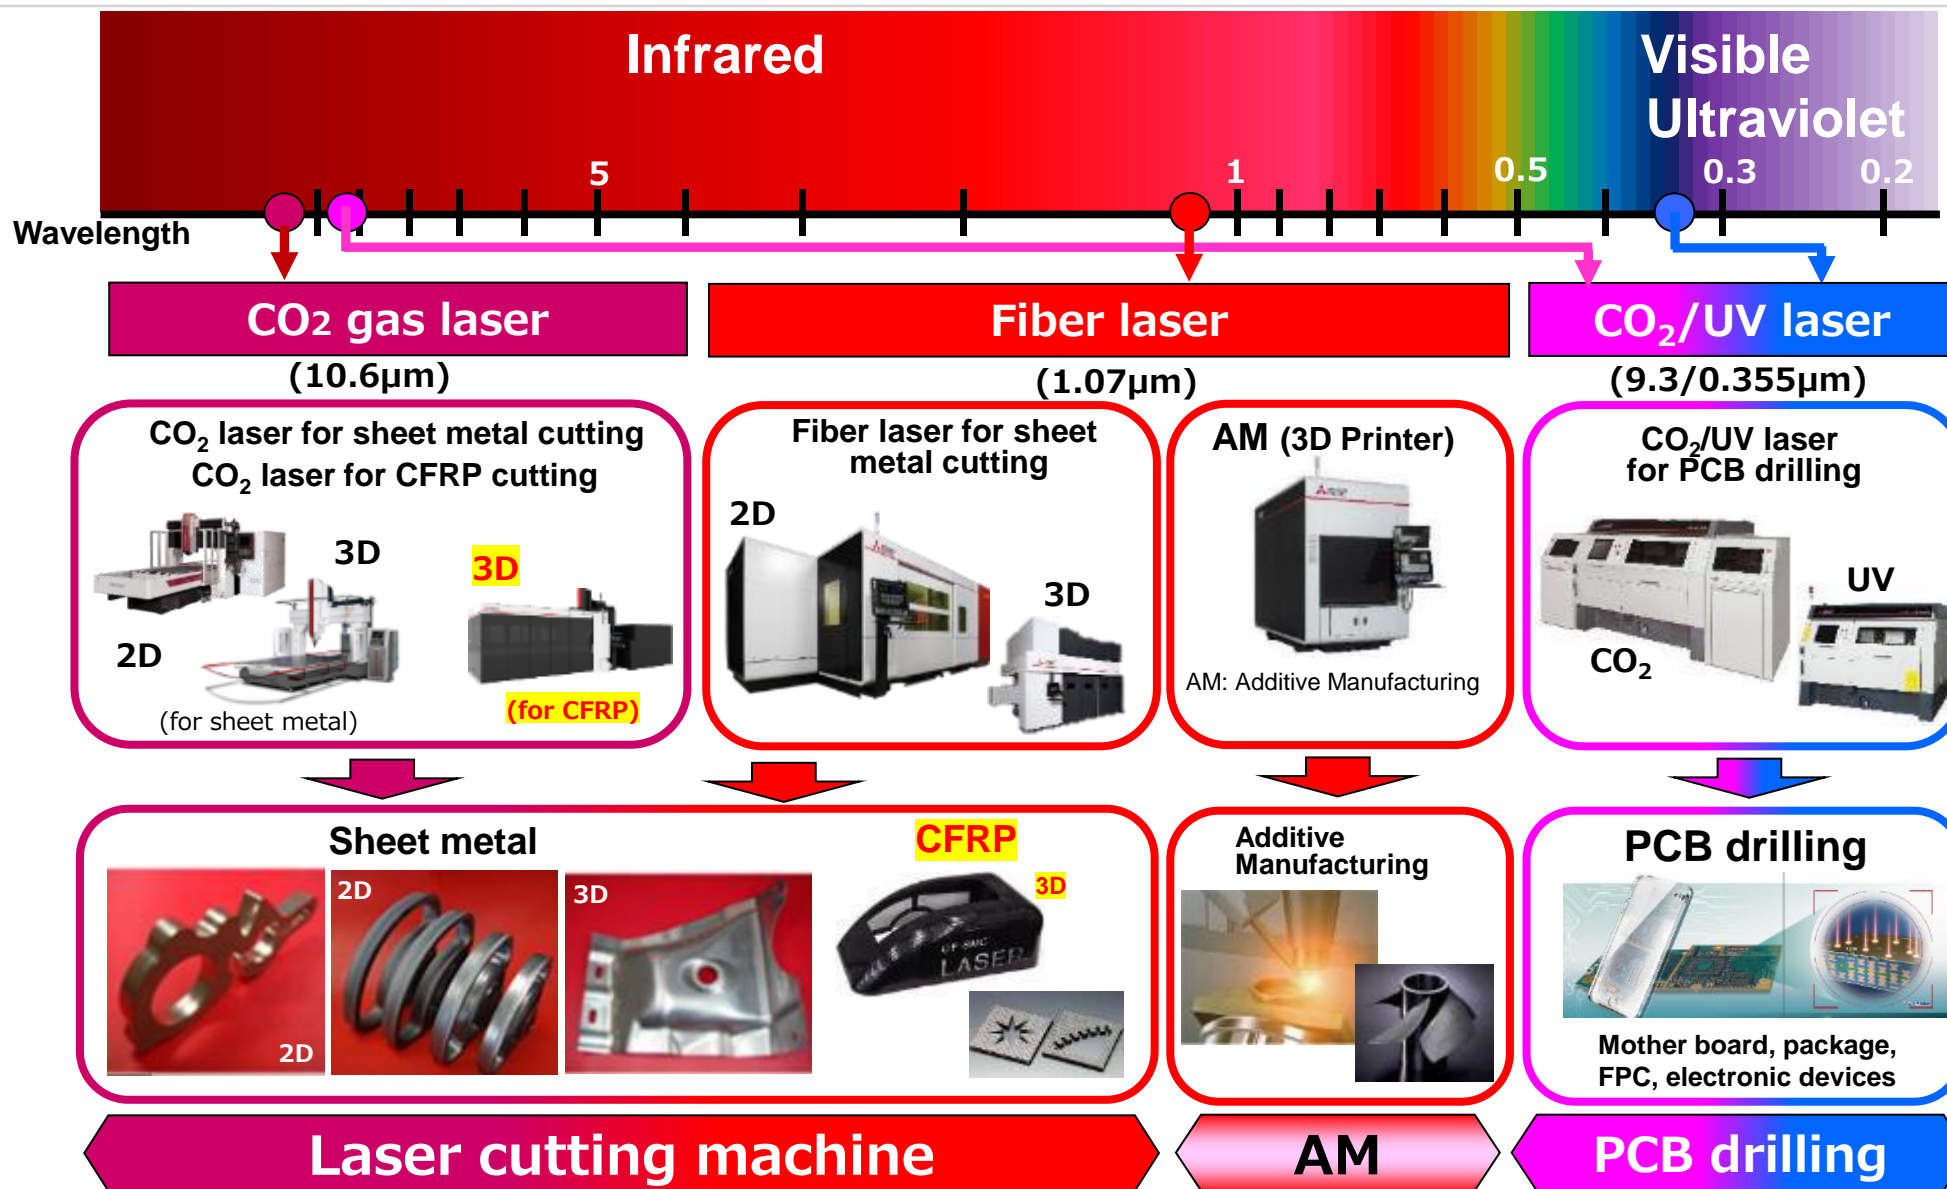 Infrared
Visible
Ultraviolet
5
1
0.5
0.3
0.2
Wavelength
CO2 gas laser
Fiber laser
CO2/UV laser
(10.6μm)
(1.07μm)
(9.3/0.355μm)
CO2 laser for sheet metal cutting
CO2 laser for CFRP cutting
2D
3D
(for sheet metal)
3D
(for CFRP)
Fiber laser for sheet
metal cutting
2D
3D
AM (3D Printer)
AM: Additive Manufacturing
CO2/UV laser
for PCB drilling
CO2
UV
Sheet metal
2D
2D
3D
CFRP
3D
LASER
Additive
Manufacturing
PCB drilling
Mother board, package,
FPC, electronic devices
Laser cutting machine
AM
PCB drilling